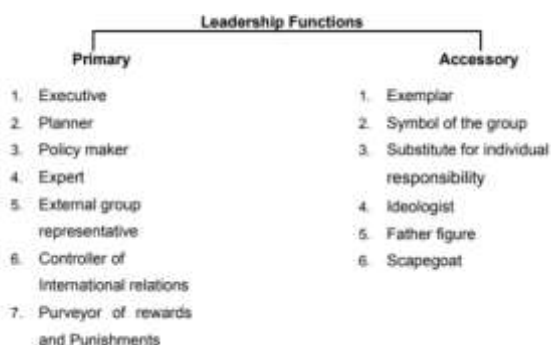 Leadership Functions
Primary
1. Executive
2. Planner
3. Policy maker
4. Expert
5. External group
representative
6. Controller of
International relations
7. Purveyor of rewards
and Punishments
Accessory
1. Exemplar
2. Symbol of the group
3. Substitute for individual
responsibility
4. Ideologist
5. Father figure
6. Scapegoat